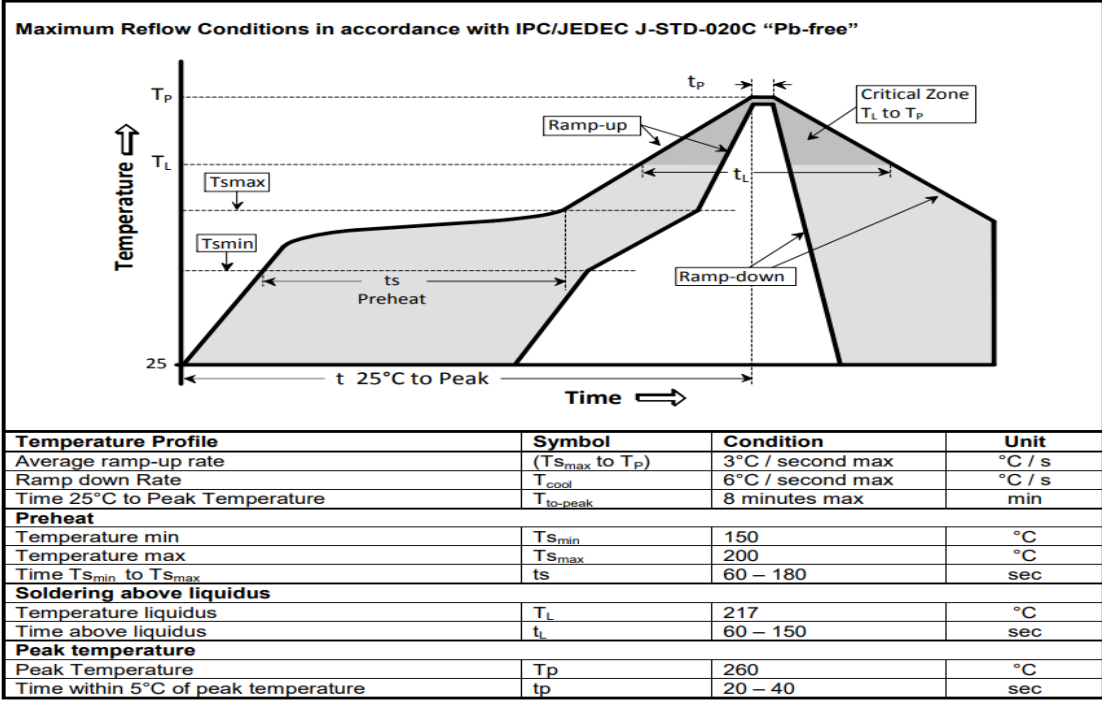 Maximum Reflow Conditions in accordance with IPC/JEDEC J-STD-020C “Pb-free”
tP
TP
Critical Zone
TL to TP
Ramp-up
TL
tL
Tsmax
Temperature
Tsmin
Ramp-down
ts
Preheat
25
t 25°C to Peak
Time
Temperature Profile Symbol Condition Unit
Average ramp-up rate (Tsmax to TP) 3°C / second max °C / s
Ramp down Rate Tcool 6°C / second max °C / s
Time 25°C to Peak Temperature Tto-peak 8 minutes max min
Preheat
Temperature min Tsmin 150 °C
Temperature max Tsmax 200 °C
Time Tsmin to Tsmax ts 60 – 180 sec
Soldering above liquidus
Temperature liquidus TL 217 °C
Time above liquidus tL 60 – 150 sec
Peak temperature
Peak Temperature Tp 260 °C
Time within 5°C of peak temperature tp 20 – 40 sec